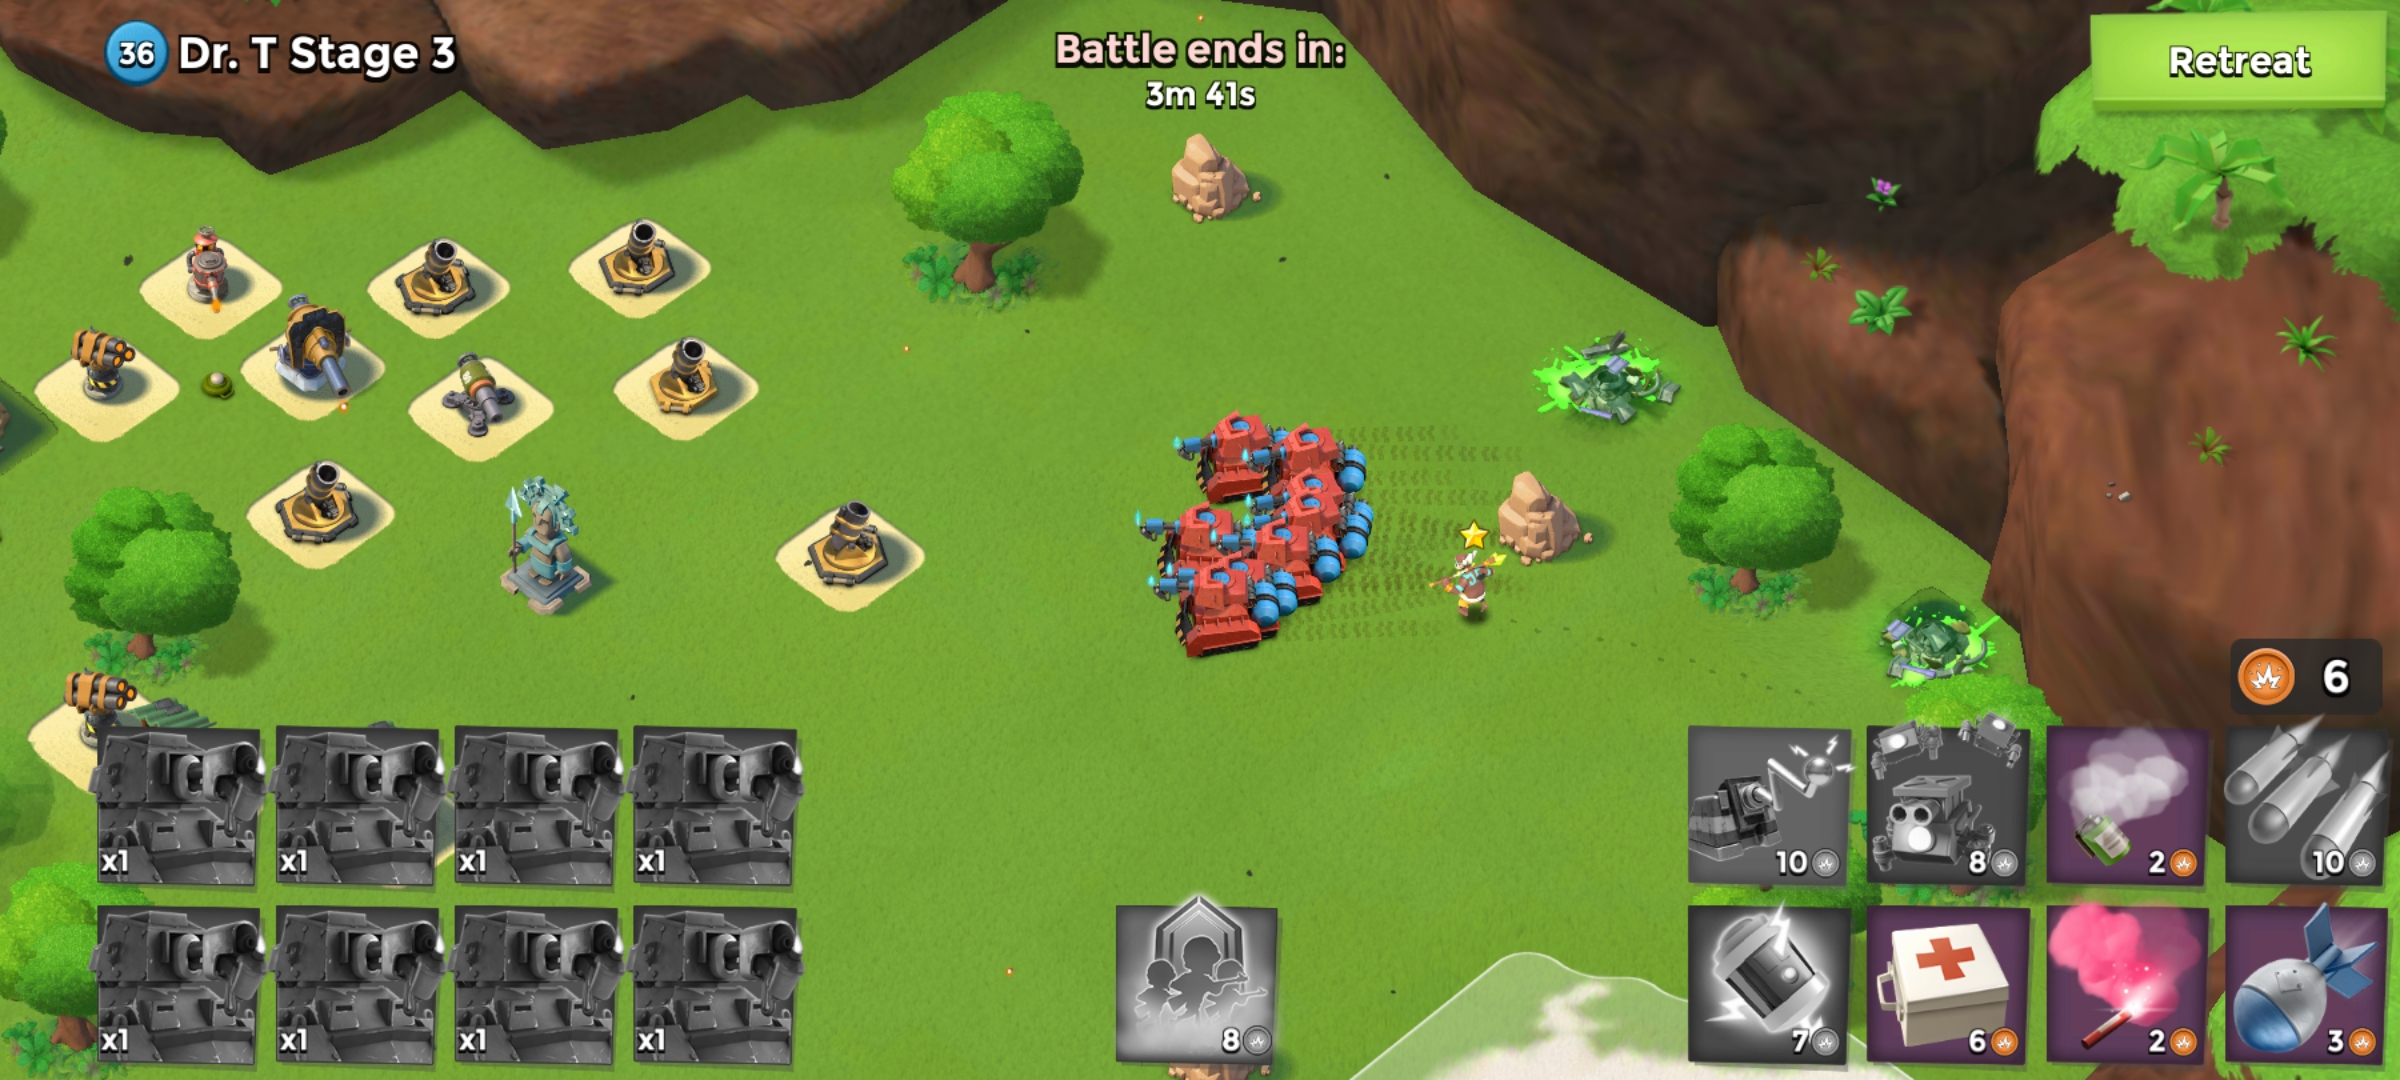 36 Dr. T Stage 3
Battle ends in:
3m 41s
Retreat
6
x1 x1 x1 x1
10 8 2 10
x1 x1 x1 x1
8
7 6 2 3